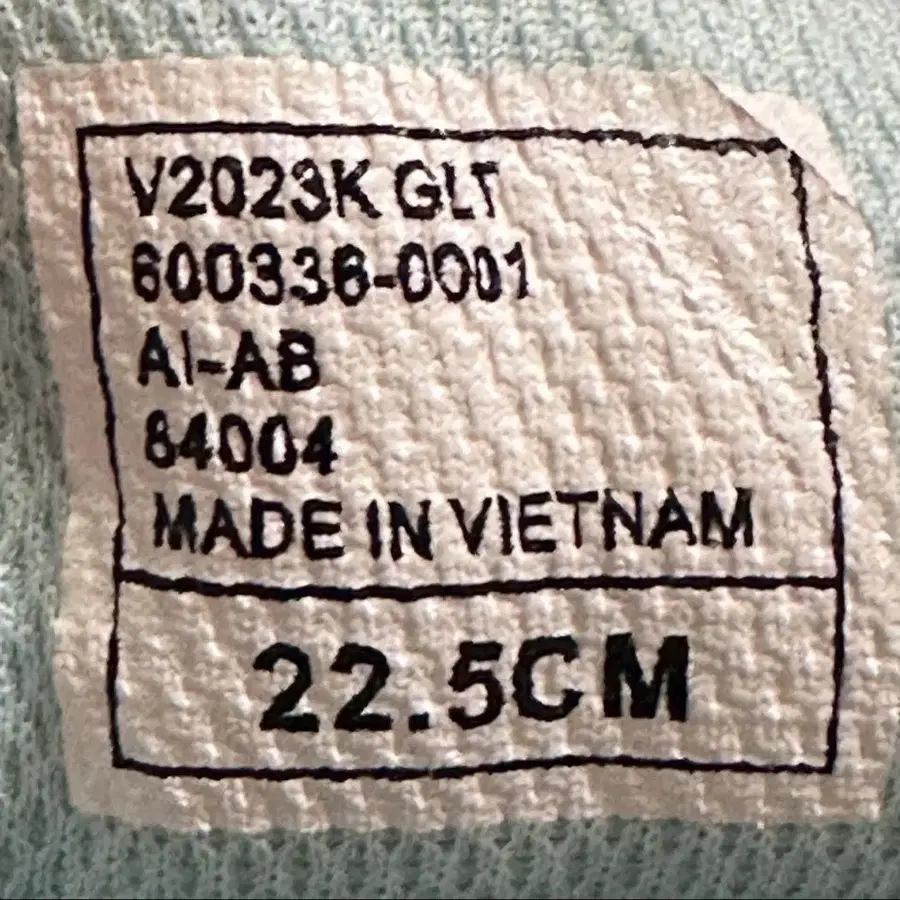 V2023K GLT
600336-0001
AI-AB
64004
MADE IN VIETNAM
22.5CM